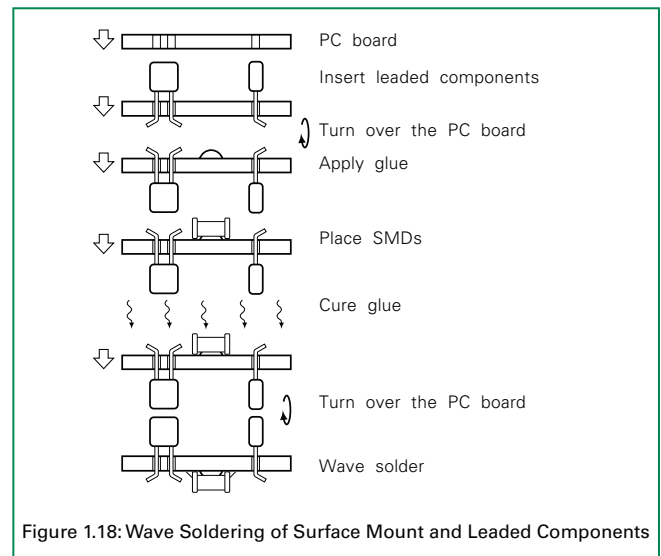 PC board
Insert leaded components
Turn over the PC board
Apply glue
Place SMDs
Cure glue
Turn over the PC board
Wave solder
Figure 1.18: Wave Soldering of Surface Mount and Leaded Components